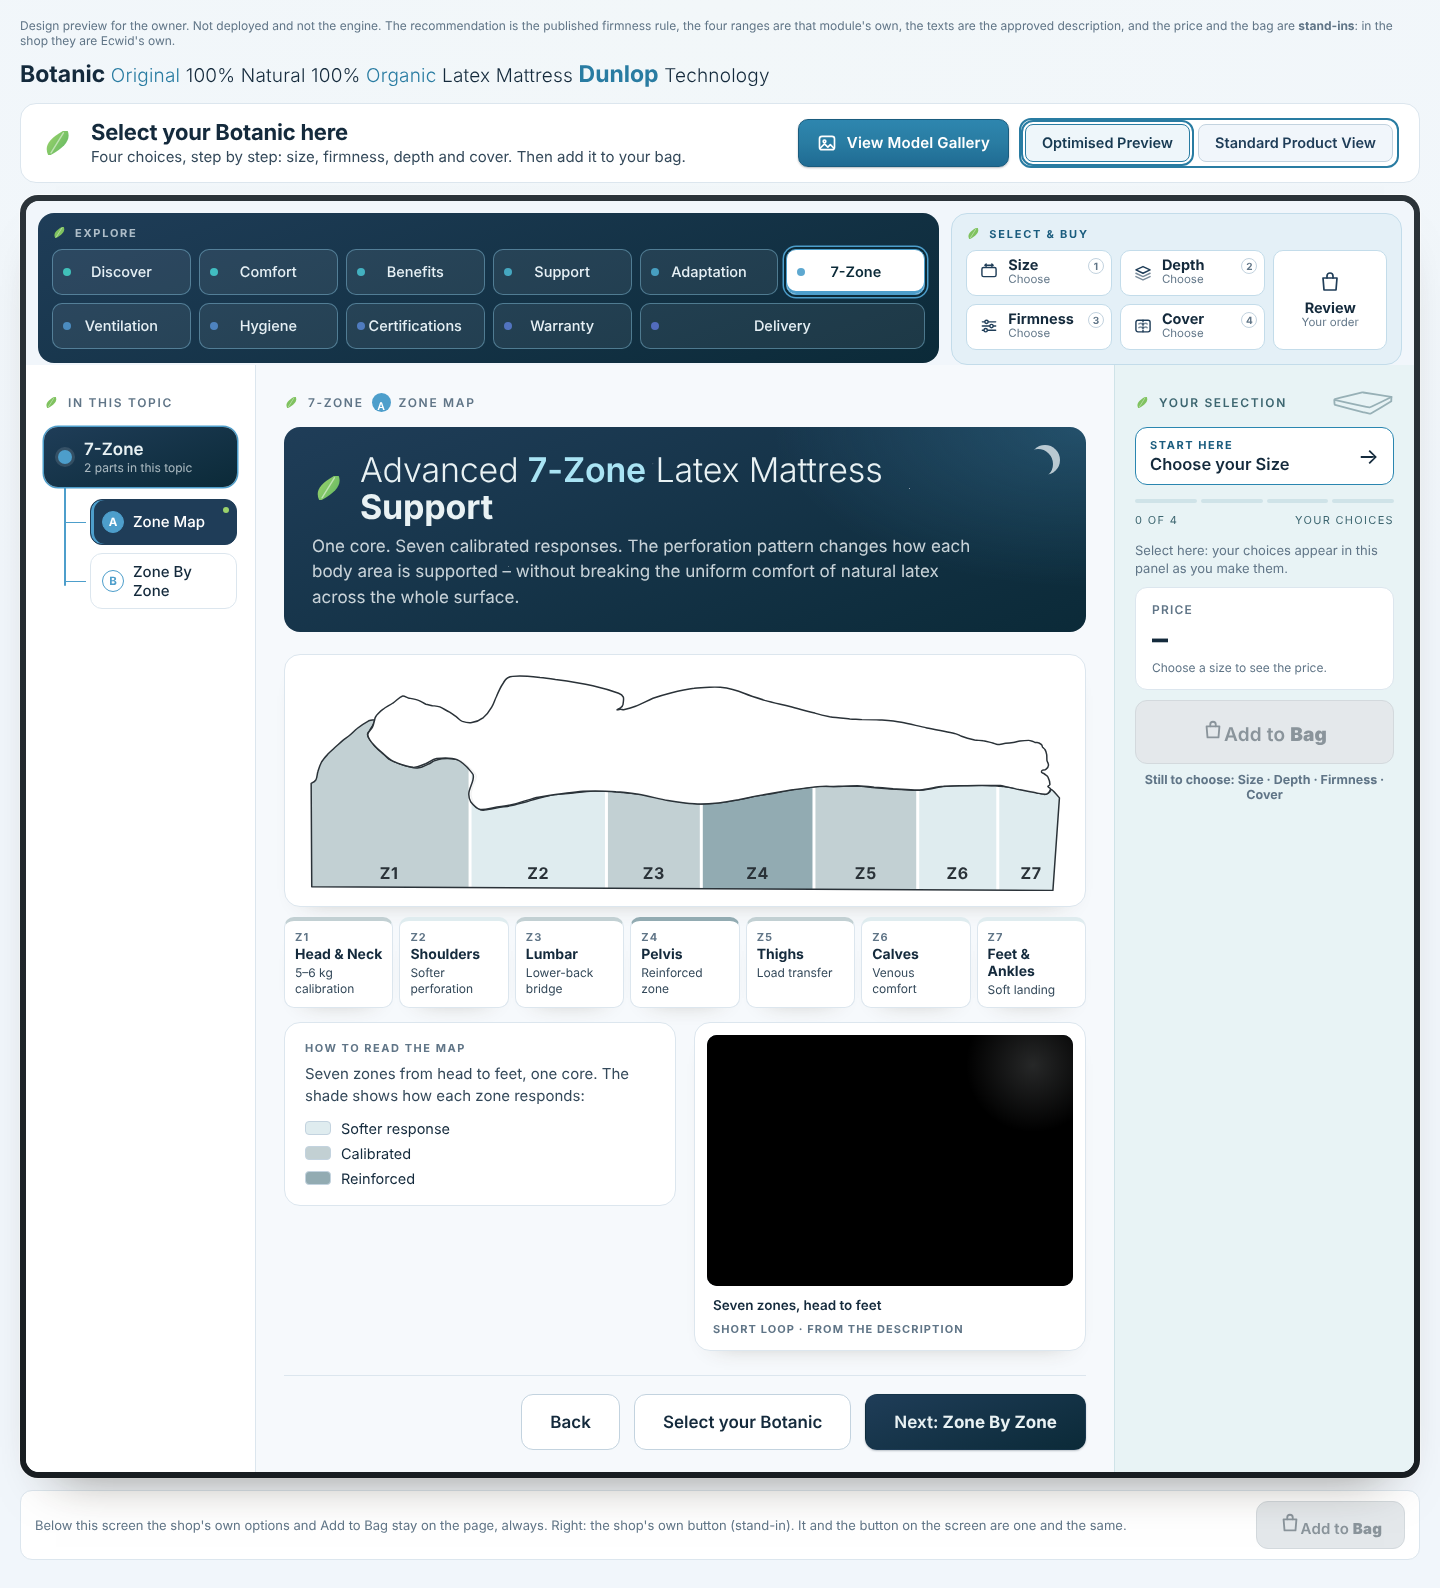 Design preview for the owner. Not deployed and not the engine. The recommendation is the published firmness rule, the four ranges are that module's own, the texts are the approved description, and the price and the bag are stand-ins: in the
shop they are Ecwid's own.
Botanic Original 100% Natural 100% Organic Latex Mattress Dunlop Technology
Select your Botanic here
Four choices, step by step: size, firmness, depth and cover. Then add it to your bag.
View Model Gallery
Optimised Preview
Standard Product View
EXPLORE
Discover
Comfort
Benefits
Support
Adaptation
7-Zone
Ventilation
Hygiene
Certifications
Warranty
Delivery
SELECT & BUY
Size
Choose
1
Depth
Choose
2
Firmness
Choose
3
Cover
Choose
4
Review
Your order
IN THIS TOPIC
7-Zone
2 parts in this topic
A Zone Map
B Zone By
Zone
7-ZONE A ZONE MAP
Advanced 7-Zone Latex Mattress
Support
One core. Seven calibrated responses. The perforation pattern changes how each
body area is supported – without breaking the uniform comfort of natural latex
across the whole surface.
Z1 Z2 Z3 Z4 Z5 Z6 Z7
Z1
Head & Neck
5–6 kg
calibration
Z2
Shoulders
Softer
perforation
Z3
Lumbar
Lower-back
bridge
Z4
Pelvis
Reinforced
zone
Z5
Thighs
Load transfer
Z6
Calves
Venous
comfort
Z7
Feet &
Ankles
Soft landing
HOW TO READ THE MAP
Seven zones from head to feet, one core. The
shade shows how each zone responds:
Softer response
Calibrated
Reinforced
Seven zones, head to feet
SHORT LOOP · FROM THE DESCRIPTION
Back
Select your Botanic
Next: Zone By Zone
YOUR SELECTION
START HERE
Choose your Size
0 OF 4
YOUR CHOICES
Select here: your choices appear in this
panel as you make them.
PRICE
–
Choose a size to see the price.
Add to Bag
Still to choose: Size · Depth · Firmness ·
Cover
Below this screen the shop's own options and Add to Bag stay on the page, always. Right: the shop's own button (stand-in). It and the button on the screen are one and the same.
Add to Bag